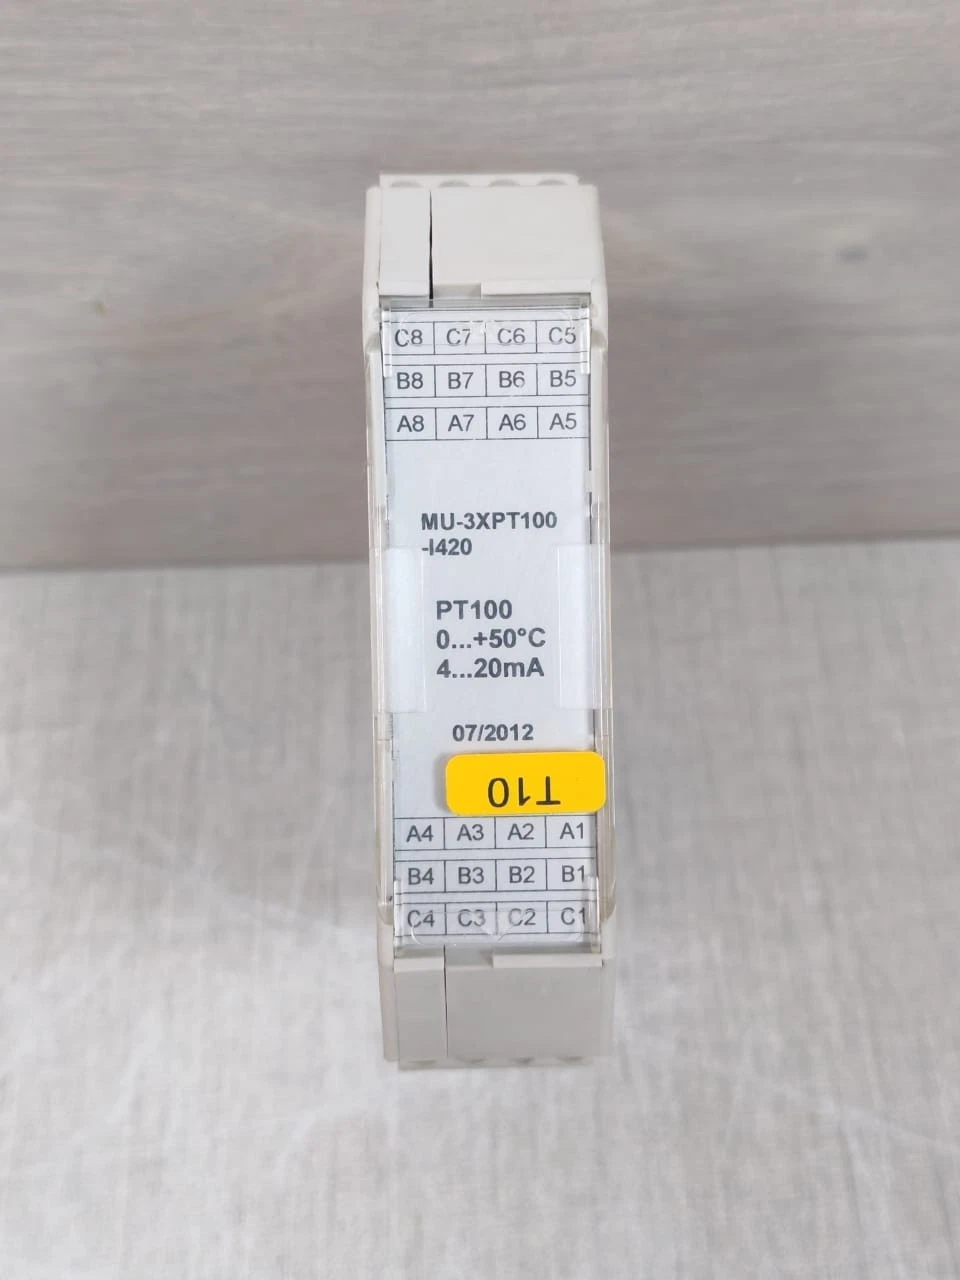 C8 C7 C6 C5
B8 B7 B6 B5
A8 A7 A6 A5
MU-3XPT100
-I420
PT100
0...+50°C
4...20mA
07/2012
T10
A4 A3 A2 A1
B4 B3 B2 B1
C4 C3 C2 C1